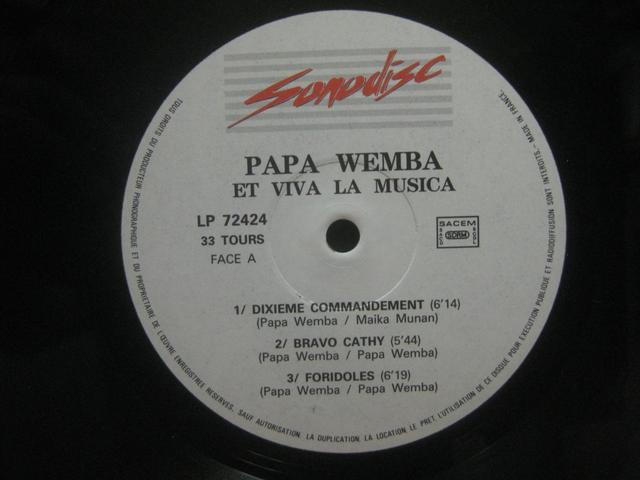 Sonodisc
PAPA WEMBA
ET VIVA LA MUSICA
LP 72424
33 TOURS
FACE A
SACEM
SDRM
1/ DIXIEME COMMANDEMENT (6'14)
(Papa Wemba / Maika Munan)
2/ BRAVO CATHY (5'44)
(Papa Wemba / Papa Wemba)
3/ FORIDOLES (6'19)
(Papa Wemba / Papa Wemba)
TOUS DROITS DU PRODUCTEUR PHONOGRAPHIQUE ET DU PROPRIETAIRE DE L'ŒUVRE ENREGISTREE RESERVES. SAUF AUTORISATION. LA DUPLICATION, LA LOCATION, LE PRET, L'UTILISATION DE CE DISQUE POUR EXECUTION PUBLIQUE ET RADIODIFFUSION SONT INTERDITS. - MADE IN FRANCE.